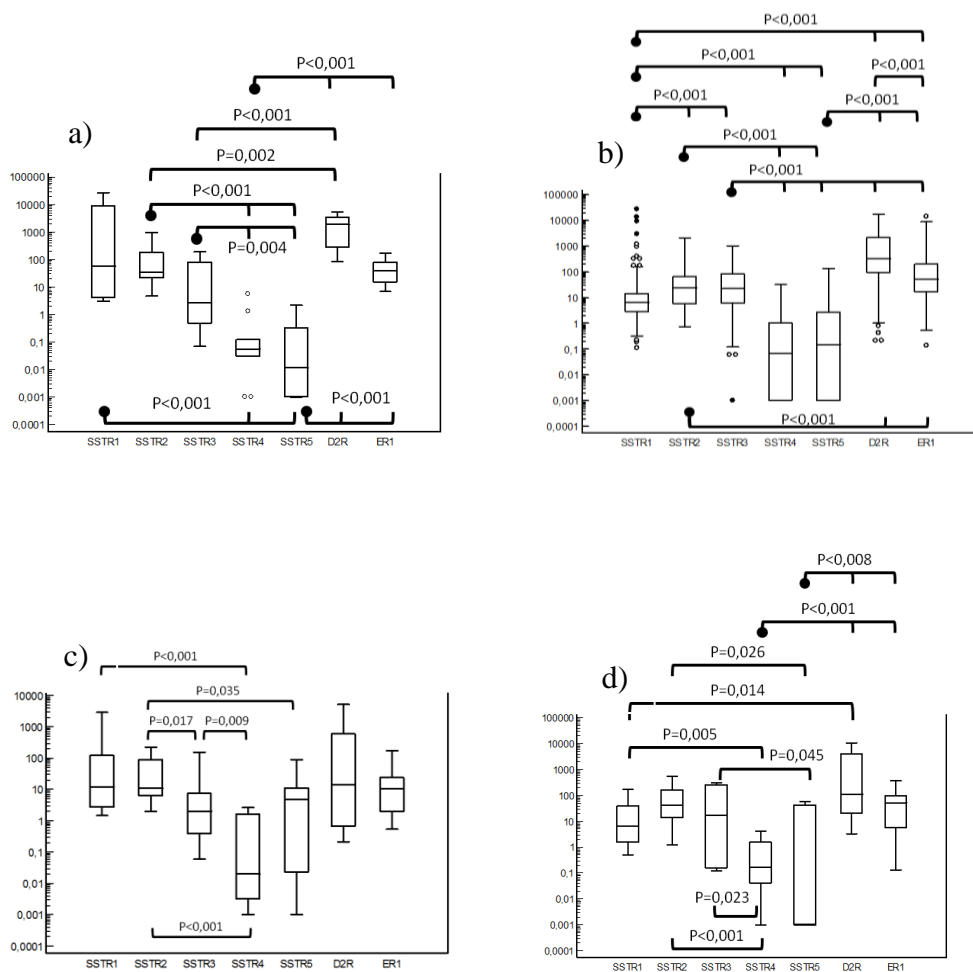 a)
P<0,001
P<0,001
P=0,002
P<0,001
P=0,004
100000
10000
1000
100
10
1
0,1
0,01
0,001
0,0001
P<0,001
P<0,001
SSTR1 SSTR2 SSTR3 SSTR4 SSTR5 D2R ER1
b)
P<0,001
P<0,001
P<0,001
P<0,001
P<0,001
P<0,001
P<0,001
100000
10000
1000
100
10
1
0,1
0,01
0,001
0,0001
P<0,001
SSTR1 SSTR2 SSTR3 SSTR4 SSTR5 D2R ER1
c)
P<0,001
P=0,035
P=0,017 P=0,009
10000
1000
100
10
1
0,1
0,01
0,001
0,0001
P<0,001
SSTR1 SSTR2 SSTR3 SSTR4 SSTR5 D2R ER1
d)
P<0,008
P<0,001
P=0,026
P=0,014
P=0,005
P=0,045
100000
10000
1000
100
10
1
0,1
0,01
0,001
0,0001
P=0,023
P<0,001
SSTR1 SSTR2 SSTR3 SSTR4 SSTR5 D2R ER1